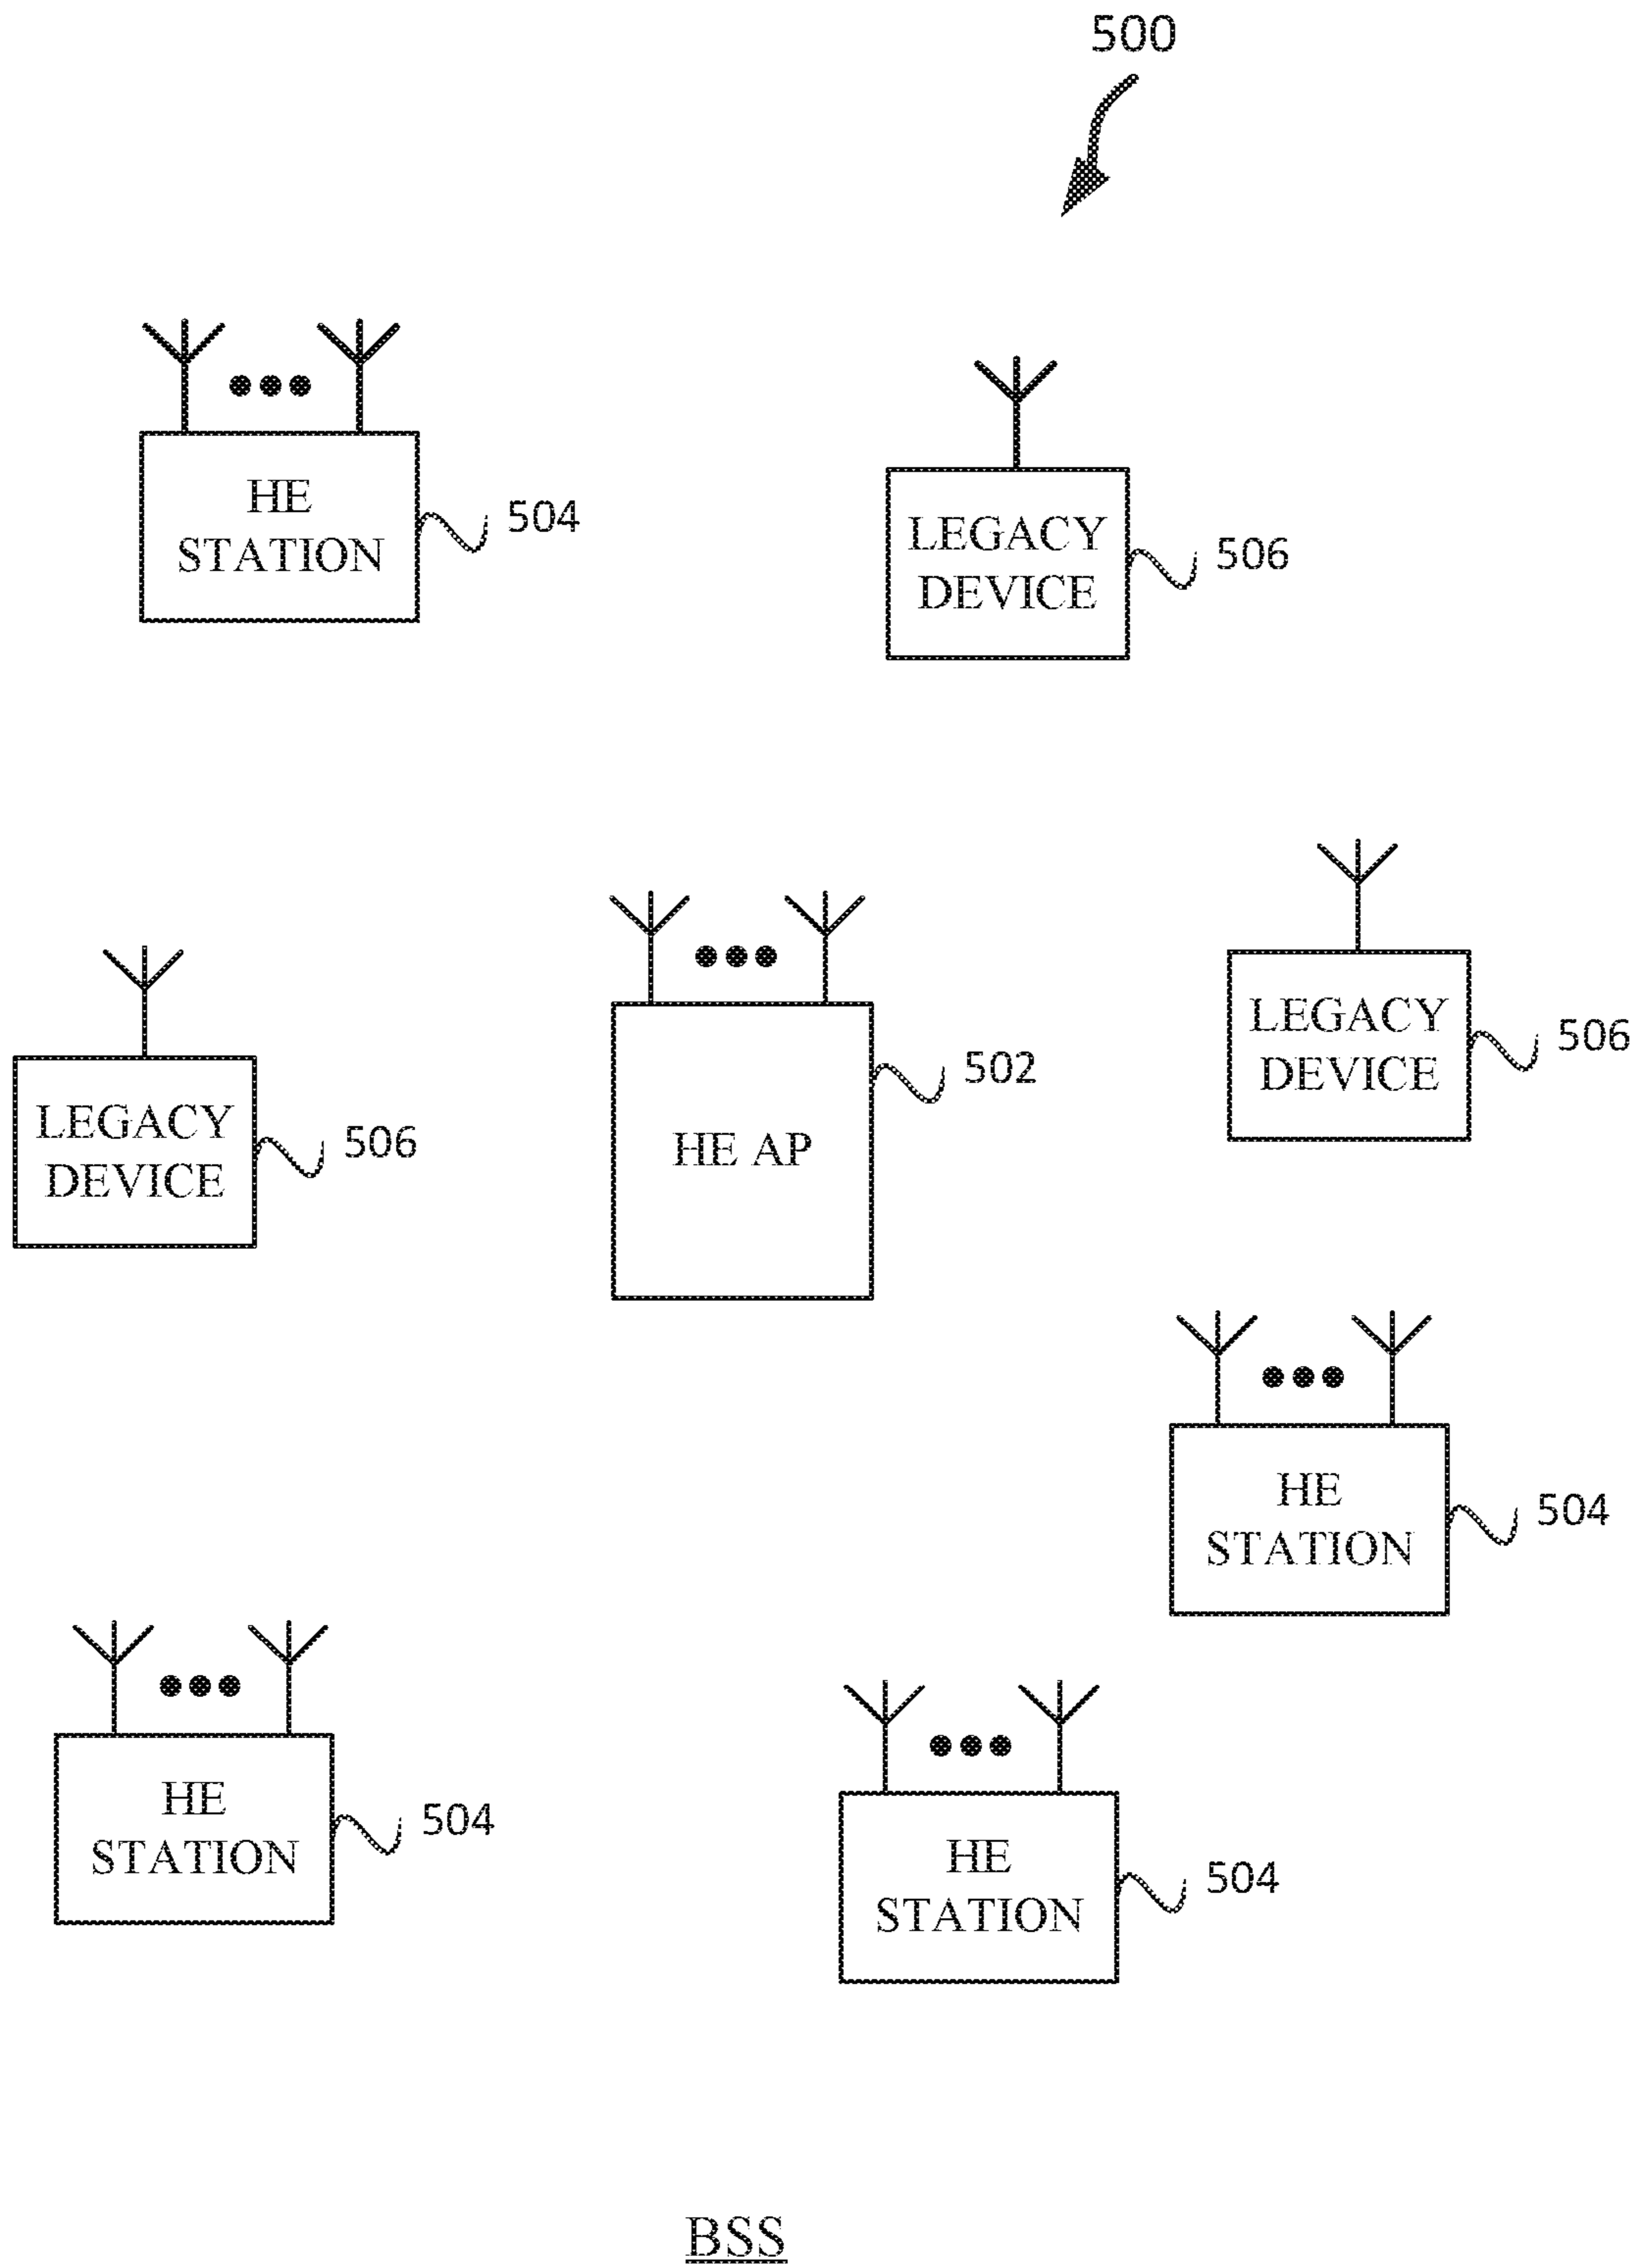 500
HE
STATION
504
LEGACY
DEVICE
506
LEGACY
DEVICE
506
HE AP
502
LEGACY
DEVICE
506
HE
STATION
504
HE
STATION
504
HE
STATION
504
BSS